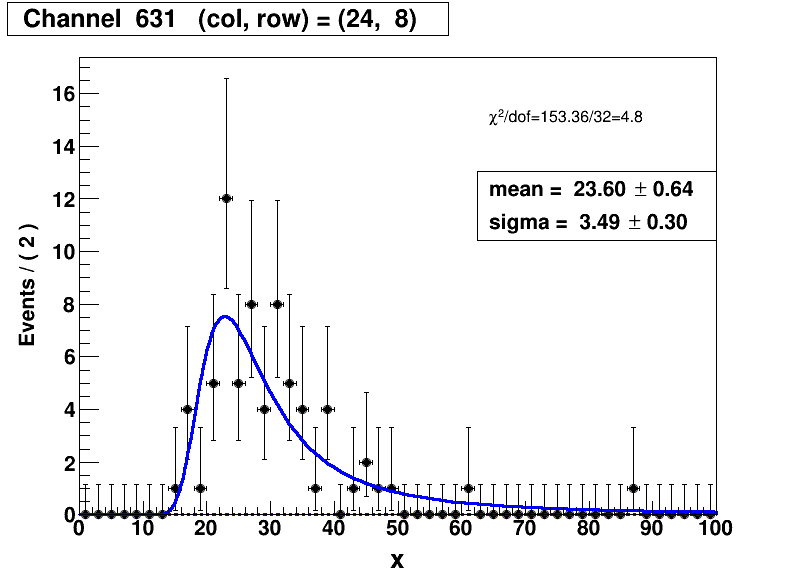 Channel 631 (col, row) = (24, 8)
χ²/dof=153.36/32=4.8
mean = 23.60 ± 0.64
sigma = 3.49 ± 0.30
Events / ( 2 )
16
14
12
10
8
6
4
2
0
0 10 20 30 40 50 60 70 80 90 100
x